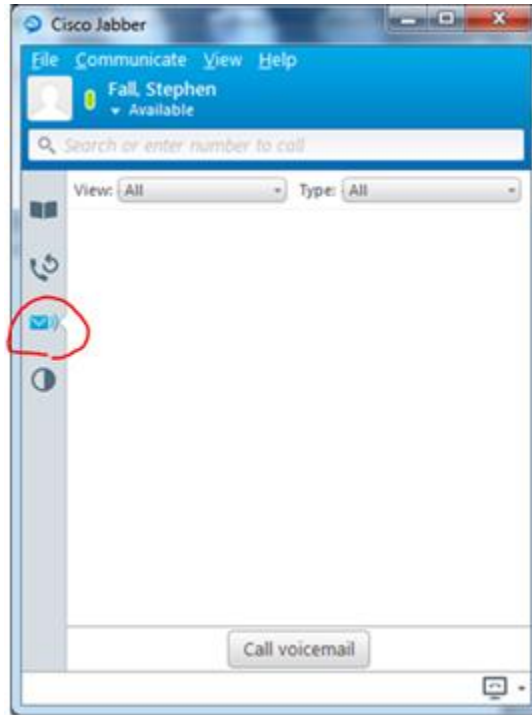 Cisco Jabber
File Communicate View Help
Fall, Stephen
Available
Search or enter number to call
View: All Type: All
Call voicemail